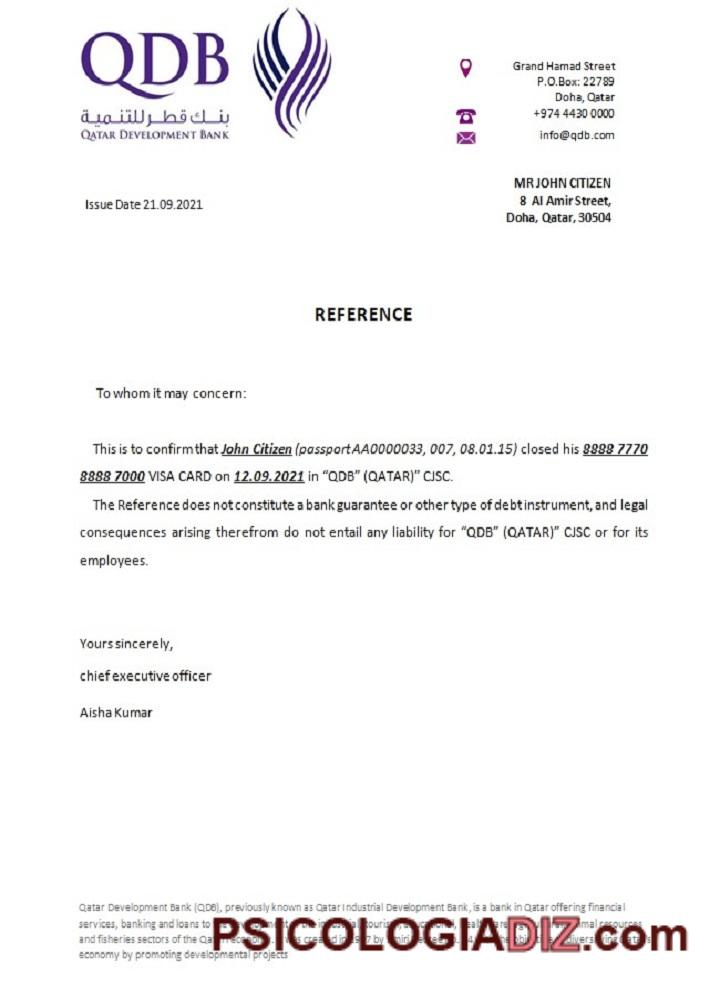 QDB
بنك قطر للتنمية
QATAR DEVELOPMENT BANK
Grand Hamad Street
P.O.Box: 22789
Doha, Qatar
+974 4430 0000
info@qdb.com
MR JOHN CITIZEN
8 Al Amir Street,
Doha, Qatar, 30504
Issue Date 21.09.2021
REFERENCE
To whom it may concern:
This is to confirm that John Citizen (passport AA0000033, 007, 08.01.15) closed his 8888 7770
8888 7000 VISA CARD on 12.09.2021 in “QDB” (QATAR)” CJSC.
The Reference does not constitute a bank guarantee or other type of debt instrument, and legal
consequences arising therefrom do not entail any liability for “QDB” (QATAR)” CJSC or for its
employees.
Yours sincerely,
chief executive officer
Aisha Kumar
Qatar Development Bank (QDB), previously known as Qatar Industrial Development Bank, is a bank in Qatar offering financial
services, banking and loans to
and fisheries sectors of the
economy by promoting developmental projects
PSICOLOGIADIZ.com